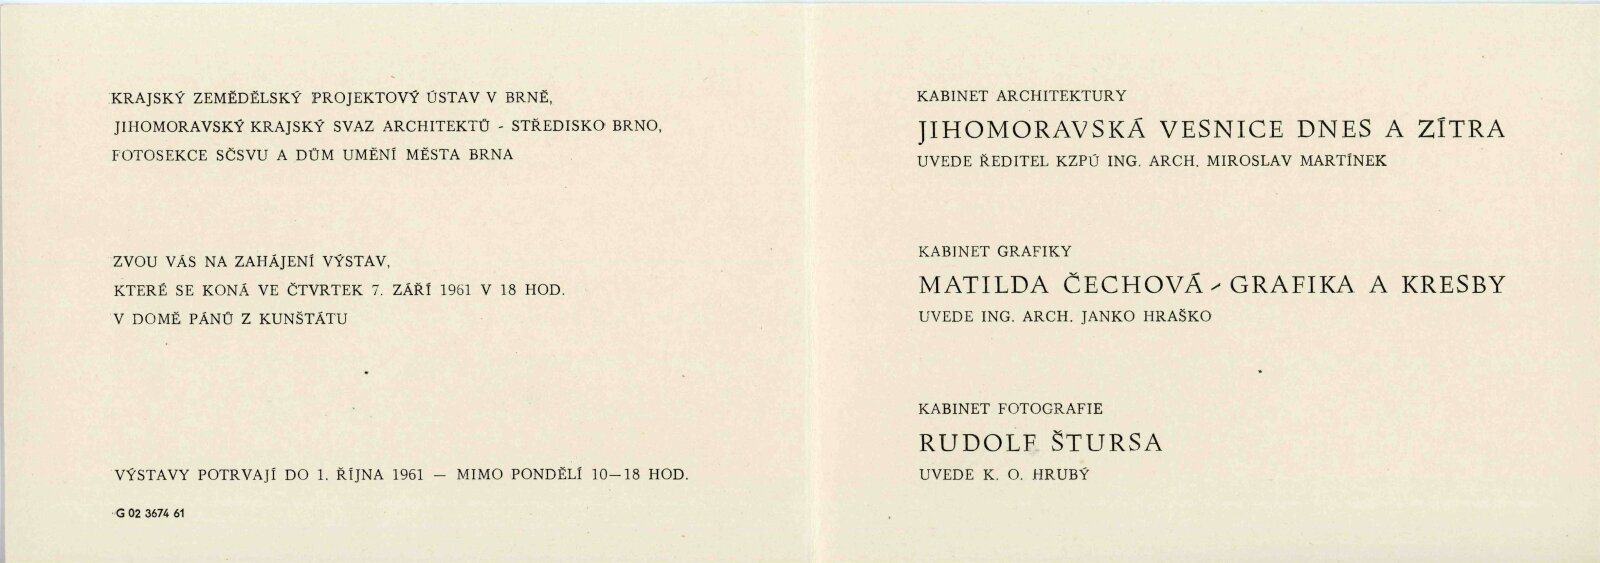 KRAJSKÝ ZEMĚDĚLSKÝ PROJEKTOVÝ ÚSTAV V BRNĚ,
JIHOMORAVSKÝ KRAJSKÝ SVAZ ARCHITEKTŮ - STŘEDISKO BRNO,
FOTOSEKCE SČSVU A DŮM UMĚNÍ MĚSTA BRNA
ZVOU VÁS NA ZAHÁJENÍ VÝSTAV,
KTERÉ SE KONÁ VE ČTVRTEK 7. ZÁŘÍ 1961 V 18 HOD.
V DOMĚ PÁNŮ Z KUNŠTÁTU
VÝSTAVY POTRVAJÍ DO 1. ŘÍJNA 1961 — MIMO PONDĚLÍ 10—18 HOD.
G 02 3674 61
KABINET ARCHITEKTURY
JIHOMORAVSKÁ VESNICE DNES A ZÍTRA
UVEDE ŘEDITEL KZPÚ ING. ARCH. MIROSLAV MARTÍNEK
KABINET GRAFIKY
MATILDA ČECHOVÁ - GRAFIKA A KRESBY
UVEDE ING. ARCH. JANKO HRAŠKO
KABINET FOTOGRAFIE
RUDOLF ŠTURSA
UVEDE K. O. HRUBÝ